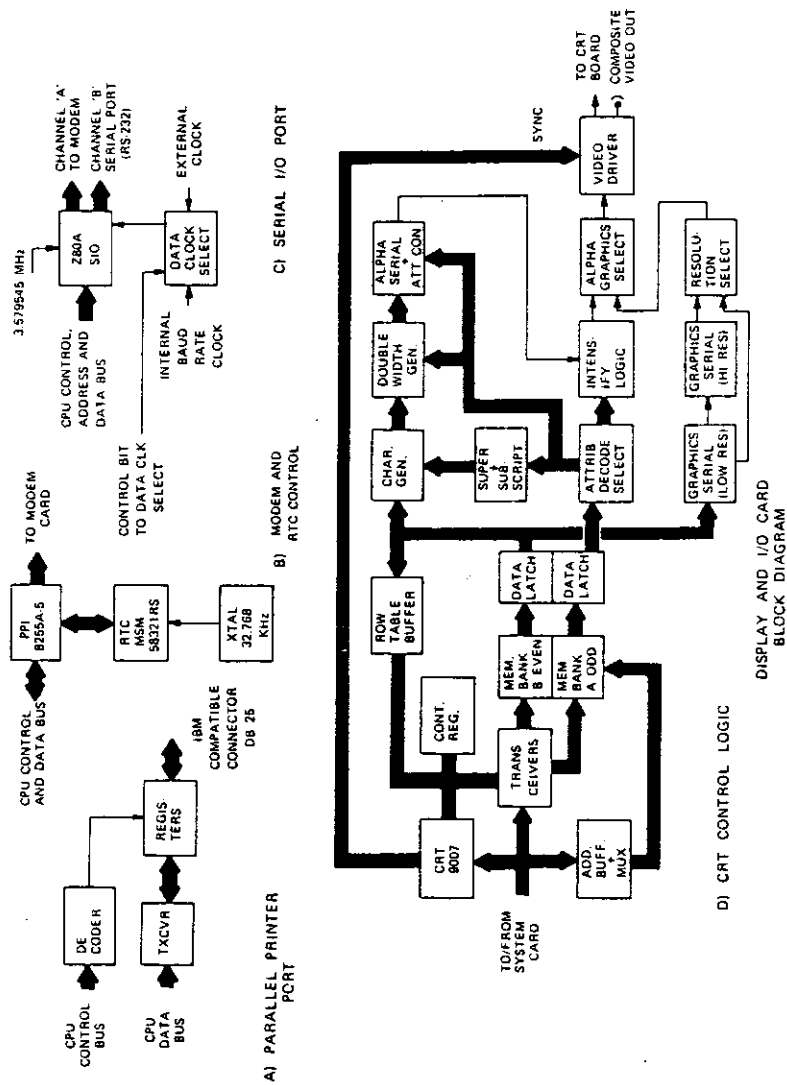 CPU
CONTROL
BUS
DE
CODER
CPU
DATA
BUS
TXCVR
REGIS-
TERS
IBM
COMPATIBLE
CONNECTOR
DB 25
A) PARALLEL PRINTER
PORT
CPU CONTROL
AND DATA BUS
PPI
8255A-5
TO MODEM
CARD
RTC
MSM
58321RS
XTAL
32.768
KHz
B) MODEM AND
RTC CONTROL
3.579545 MHz
CPU CONTROL,
ADDRESS AND
DATA BUS
Z80A
SIO
CHANNEL 'A'
TO MODEM
CHANNEL 'B'
SERIAL PORT
(RS-232)
CONTROL BIT
TO DATA CLK
SELECT
INTERNAL
BAUD
RATE
CLOCK
DATA
CLOCK
SELECT
EXTERNAL
CLOCK
C) SERIAL I/O PORT
TO/FROM
SYSTEM
CARD
CRT
9007
CONT.
REG.
ROW
TABLE
BUFFER
CHAR.
GEN.
DOUBLE
WIDTH
GEN.
ALPHA
SERIAL
+
ATT CON
SYNC
SUPER
+
SUB
SCRIPT
TRANS
CEIVERS
MEM.
BANK
B EVEN
DATA
LATCH
MEM
BANK
A ODD
DATA
LATCH
ATTRIB
DECODE
SELECT
INTENS-
IFY
LOGIC
ALPHA
GRAPHICS
SELECT
VIDEO
DRIVER
TO CRT
BOARD
COMPOSITE
VIDEO OUT
ADD.
BUFF.
+
MUX
GRAPHICS
SERIAL
(LOW RES)
GRAPHICS
SERIAL
(HI RES)
RESOLU-
TION
SELECT
D) CRT CONTROL LOGIC
DISPLAY AND I/O CARD
BLOCK DIAGRAM